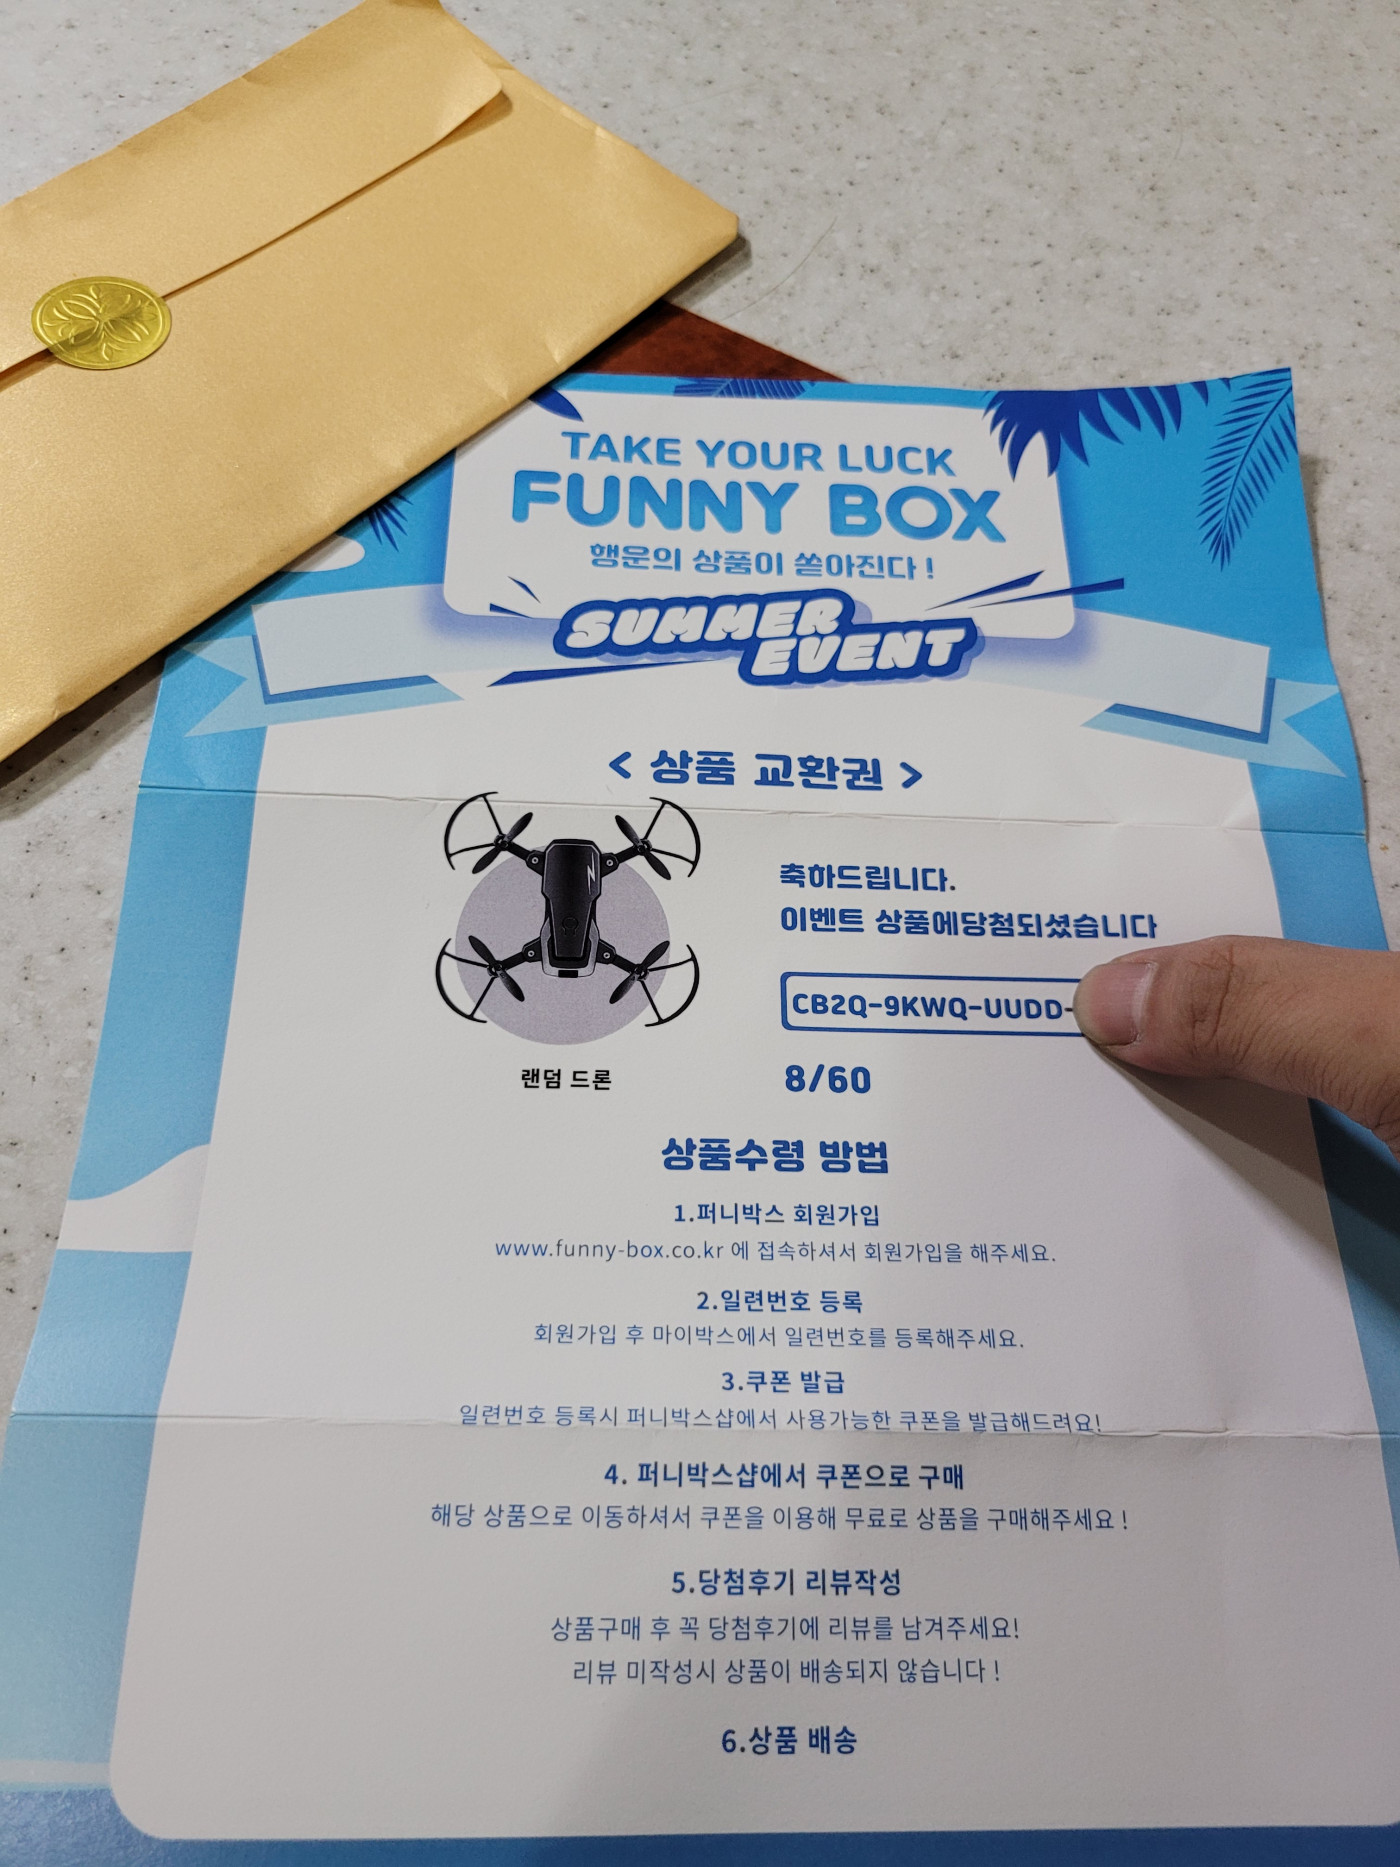 TAKE YOUR LUCK
FUNNY BOX
행운의 상품이 쏟아진다 !
SUMMER
EVENT
< 상품 교환권 >
축하드립니다.
이벤트 상품에당첨되셨습니다
CB2Q-9KWQ-UUDD-
랜덤 드론
8/60
상품수령 방법
1.퍼니박스 회원가입
www.funny-box.co.kr 에 접속하셔서 회원가입을 해주세요.
2.일련번호 등록
회원가입 후 마이박스에서 일련번호를 등록해주세요.
3.쿠폰 발급
일련번호 등록시 퍼니박스샵에서 사용가능한 쿠폰을 발급해드려요!
4. 퍼니박스샵에서 쿠폰으로 구매
해당 상품으로 이동하셔서 쿠폰을 이용해 무료로 상품을 구매해주세요 !
5.당첨후기 리뷰작성
상품구매 후 꼭 당첨후기에 리뷰를 남겨주세요!
리뷰 미작성시 상품이 배송되지 않습니다 !
6.상품 배송